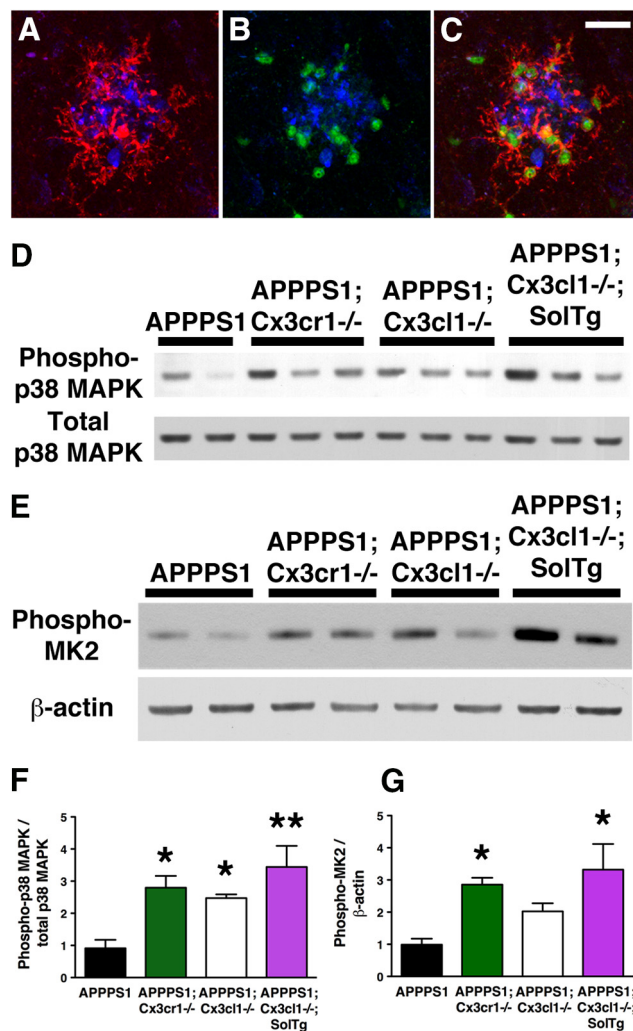 A B C
D
APPPS1
APPPS1;
Cx3cr1-/-
APPPS1;
Cx3cl1-/-
APPPS1;
Cx3cl1-/-;
SolTg
Phospho-
p38 MAPK
Total
p38 MAPK
E
APPPS1
APPPS1;
Cx3cr1-/-
APPPS1;
Cx3cl1-/-
APPPS1;
Cx3cl1-/-;
SolTg
Phospho-
MK2
β-actin
F
Phospho-p38 MAPK /
total p38 MAPK
5
4
3
2
1
0
*
*
**
APPPS1
APPPS1;
Cx3cr1-/-
APPPS1;
Cx3cl1-/-
APPPS1;
Cx3cl1-/-;
SolTg
G
Phospho-MK2 /
β-actin
5
4
3
2
1
0
*
*
APPPS1
APPPS1;
Cx3cr1-/-
APPPS1;
Cx3cl1-/-
APPPS1;
Cx3cl1-/-;
SolTg